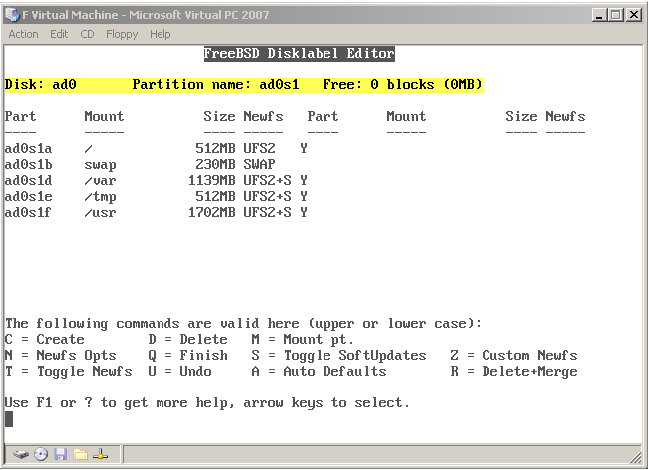 F Virtual Machine - Microsoft Virtual PC 2007
Action Edit CD Floppy Help
FreeBSD Disklabel Editor
Disk: ad0 Partition name: ad0s1 Free: 0 blocks (0MB)
Part Mount Size Newfs Part Mount Size Newfs
---- ----- ---- ----- ---- ----- ---- -----
ad0s1a / 512MB UFS2 Y
ad0s1b swap 230MB SWAP
ad0s1d /var 1139MB UFS2+S Y
ad0s1e /tmp 512MB UFS2+S Y
ad0s1f /usr 1702MB UFS2+S Y
The following commands are valid here (upper or lower case):
C = Create D = Delete M = Mount pt.
N = Newfs Opts Q = Finish S = Toggle SoftUpdates Z = Custom Newfs
T = Toggle Newfs U = Undo A = Auto Defaults R = Delete+Merge
Use F1 or ? to get more help, arrow keys to select.